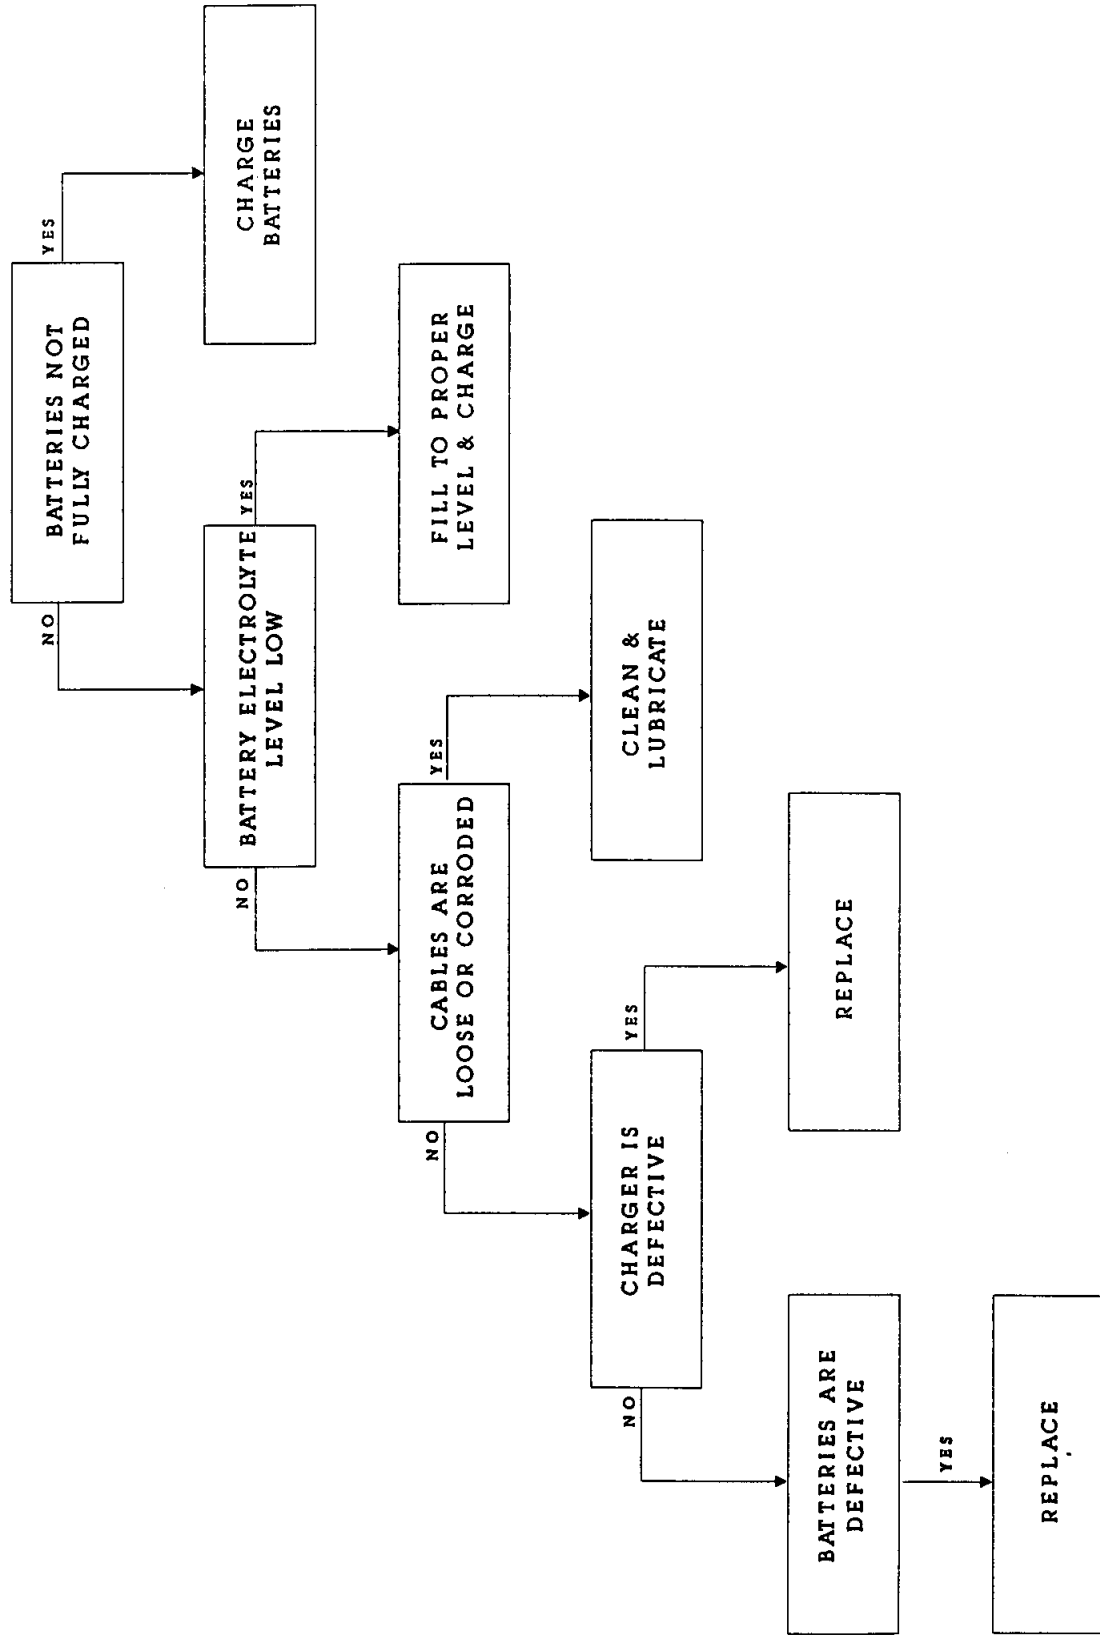 BATTERIES NOT
FULLY CHARGED
NO
YES
CHARGE
BATTERIES
BATTERY ELECTROLYTE
LEVEL LOW
NO
YES
FILL TO PROPER
LEVEL & CHARGE
CABLES ARE
LOOSE OR CORRODED
NO
YES
CLEAN &
LUBRICATE
CHARGER IS
DEFECTIVE
NO
YES
REPLACE
BATTERIES ARE
DEFECTIVE
YES
REPLACE